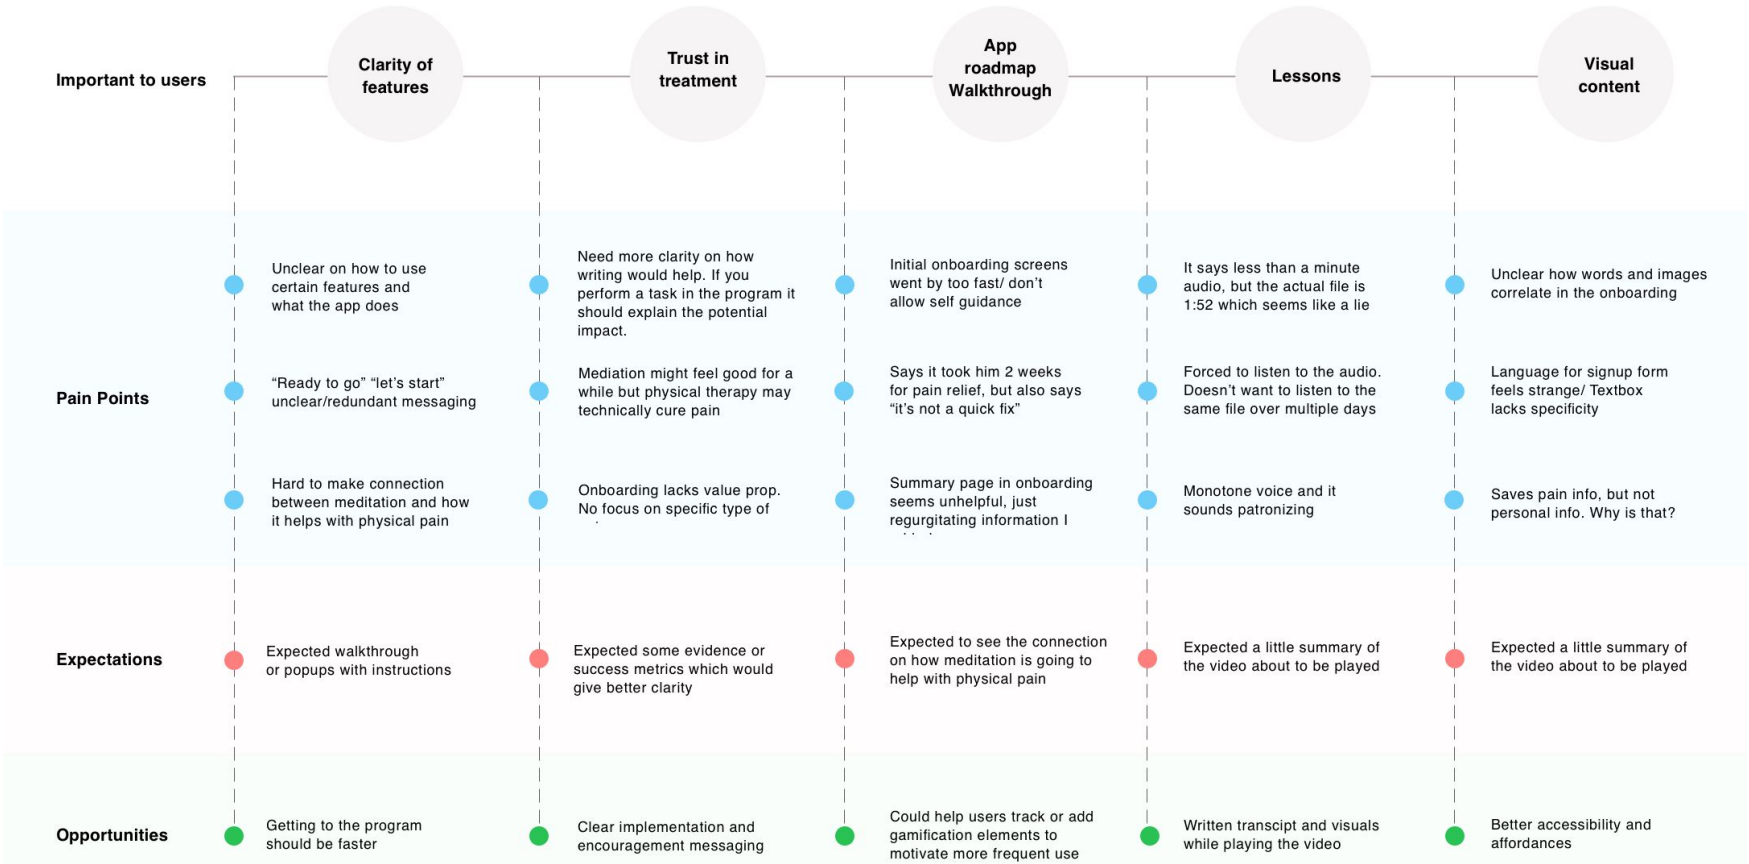 Important to users
Clarity of
features
Trust in
treatment
App
roadmap
Walkthrough
Lessons
Visual
content
Pain Points
Unclear on how to use
certain features and
what the app does
Need more clarity on how
writing would help. If you
perform a task in the program it
should explain the potential
impact.
Initial onboarding screens
went by too fast/ don’t
allow self guidance
It says less than a minute
audio, but the actual file is
1:52 which seems like a lie
Unclear how words and images
correlate in the onboarding
“Ready to go” “let’s start”
unclear/redundant messaging
Mediation might feel good for a
while but physical therapy may
technically cure pain
Says it took him 2 weeks
for pain relief, but also says
“it’s not a quick fix”
Forced to listen to the audio.
Doesn’t want to listen to the
same file over multiple days
Language for signup form
feels strange/ Textbox
lacks specificity
Hard to make connection
between meditation and how
it helps with physical pain
Onboarding lacks value prop.
No focus on specific type of
Summary page in onboarding
seems unhelpful, just
regurgitating information I
Monotone voice and it
sounds patronizing
Saves pain info, but not
personal info. Why is that?
Expectations
Expected walkthrough
or popups with instructions
Expected some evidence or
success metrics which would
give better clarity
Expected to see the connection
on how meditation is going to
help with physical pain
Expected a little summary of
the video about to be played
Expected a little summary of
the video about to be played
Opportunities
Getting to the program
should be faster
Clear implementation and
encouragement messaging
Could help users track or add
gamification elements to
motivate more frequent use
Written transcipt and visuals
while playing the video
Better accessibility and
affordances